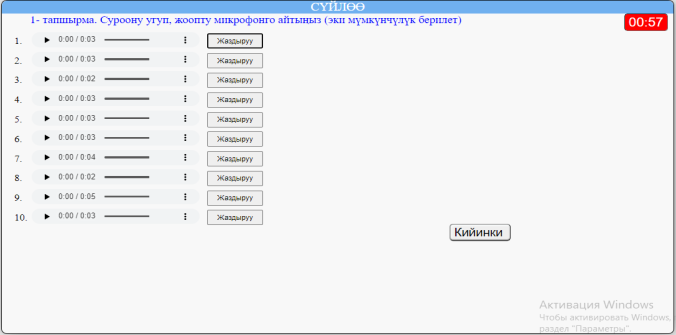 СҮЙЛӨӨ
1- тапшырма. Суроону угуп, жоопту микрофонго айтыңыз (эки мүмкүнчүлүк берилет)
00:57
1. 0:00 / 0:03 Жаздыруу
2. 0:00 / 0:03 Жаздыруу
3. 0:00 / 0:02 Жаздыруу
4. 0:00 / 0:03 Жаздыруу
5. 0:00 / 0:03 Жаздыруу
6. 0:00 / 0:03 Жаздыруу
7. 0:00 / 0:04 Жаздыруу
8. 0:00 / 0:02 Жаздыруу
9. 0:00 / 0:05 Жаздыруу
10. 0:00 / 0:03 Жаздыруу
Кийинки
Активация Windows
Чтобы активировать Windows,
раздел "Параметры".